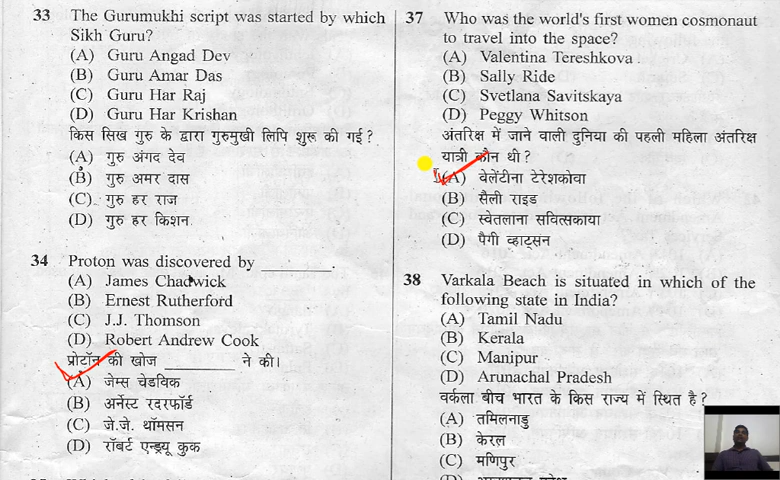 33 The Gurumukhi script was started by which
Sikh Guru?
(A) Guru Angad Dev
(B) Guru Amar Das
(C) Guru Har Raj
(D) Guru Har Krishan
किस सिख गुरु के द्वारा गुरुमुखी लिपि शुरू की गई ?
(A) गुरु अंगद देव
(B) गुरु अमर दास
(C) गुरु हर राज
(D) गुरु हर किशन
34 Proton was discovered by ________.
(A) James Chadwick
(B) Ernest Rutherford
(C) J.J. Thomson
(D) Robert Andrew Cook
प्रोटॉन की खोज ________ ने की।
(A) जेम्स चेडविक
(B) अर्नेस्ट रदरफोर्ड
(C) जे.जे. थॉमसन
(D) रॉबर्ट एन्ड्र्यू कुक
37 Who was the world's first women cosmonaut
to travel into the space?
(A) Valentina Tereshkova
(B) Sally Ride
(C) Svetlana Savitskaya
(D) Peggy Whitson
अंतरिक्ष में जाने वाली दुनिया की पहली महिला अंतरिक्ष
यात्री कौन थी ?
(A) वेलेंटीना टेरेशकोवा
(B) सैली राइड
(C) स्वेतलाना सवित्सकाया
(D) पैगी व्हाट्सन
38 Varkala Beach is situated in which of the
following state in India?
(A) Tamil Nadu
(B) Kerala
(C) Manipur
(D) Arunachal Pradesh
वर्कला बीच भारत के किस राज्य में स्थित है ?
(A) तमिलनाडु
(B) केरल
(C) मणिपुर